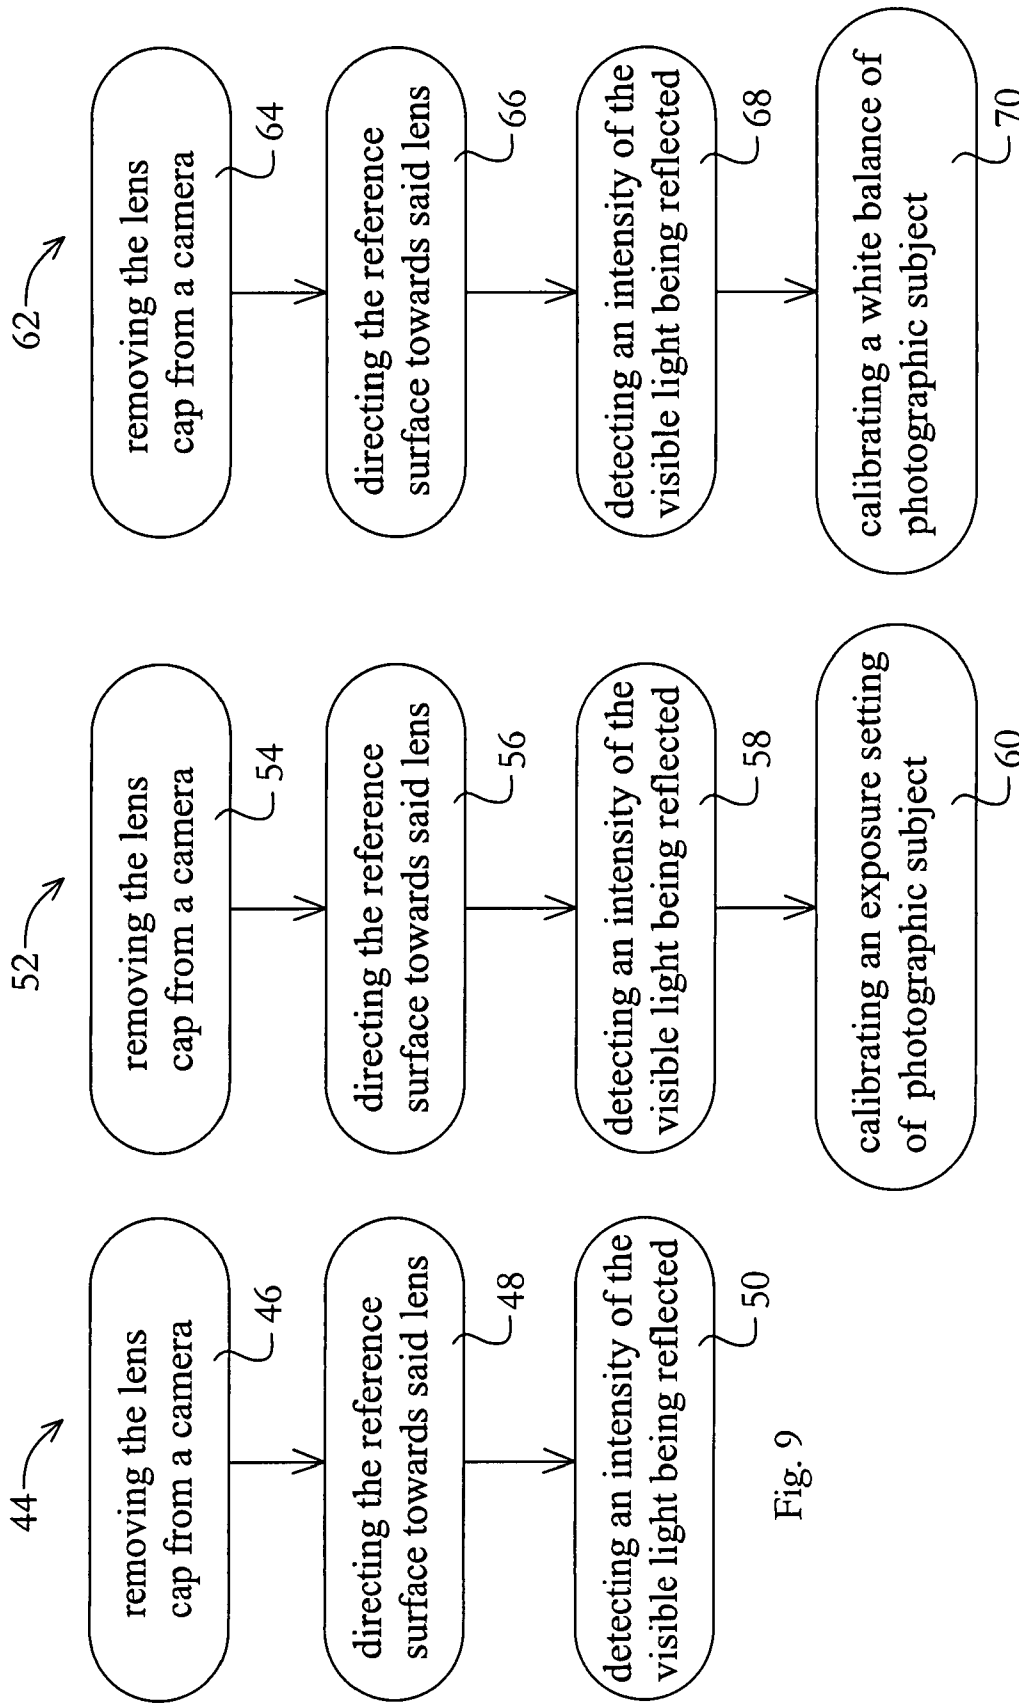 44
removing the lens
cap from a camera
46
directing the reference
surface towards said lens
48
detecting an intensity of the
visible light being reflected
50
Fig. 9
52
removing the lens
cap from a camera
54
directing the reference
surface towards said lens
56
detecting an intensity of the
visible light being reflected
58
calibrating an exposure setting
of photographic subject
60
62
removing the lens
cap from a camera
64
directing the reference
surface towards said lens
66
detecting an intensity of the
visible light being reflected
68
calibrating a white balance of
photographic subject
70